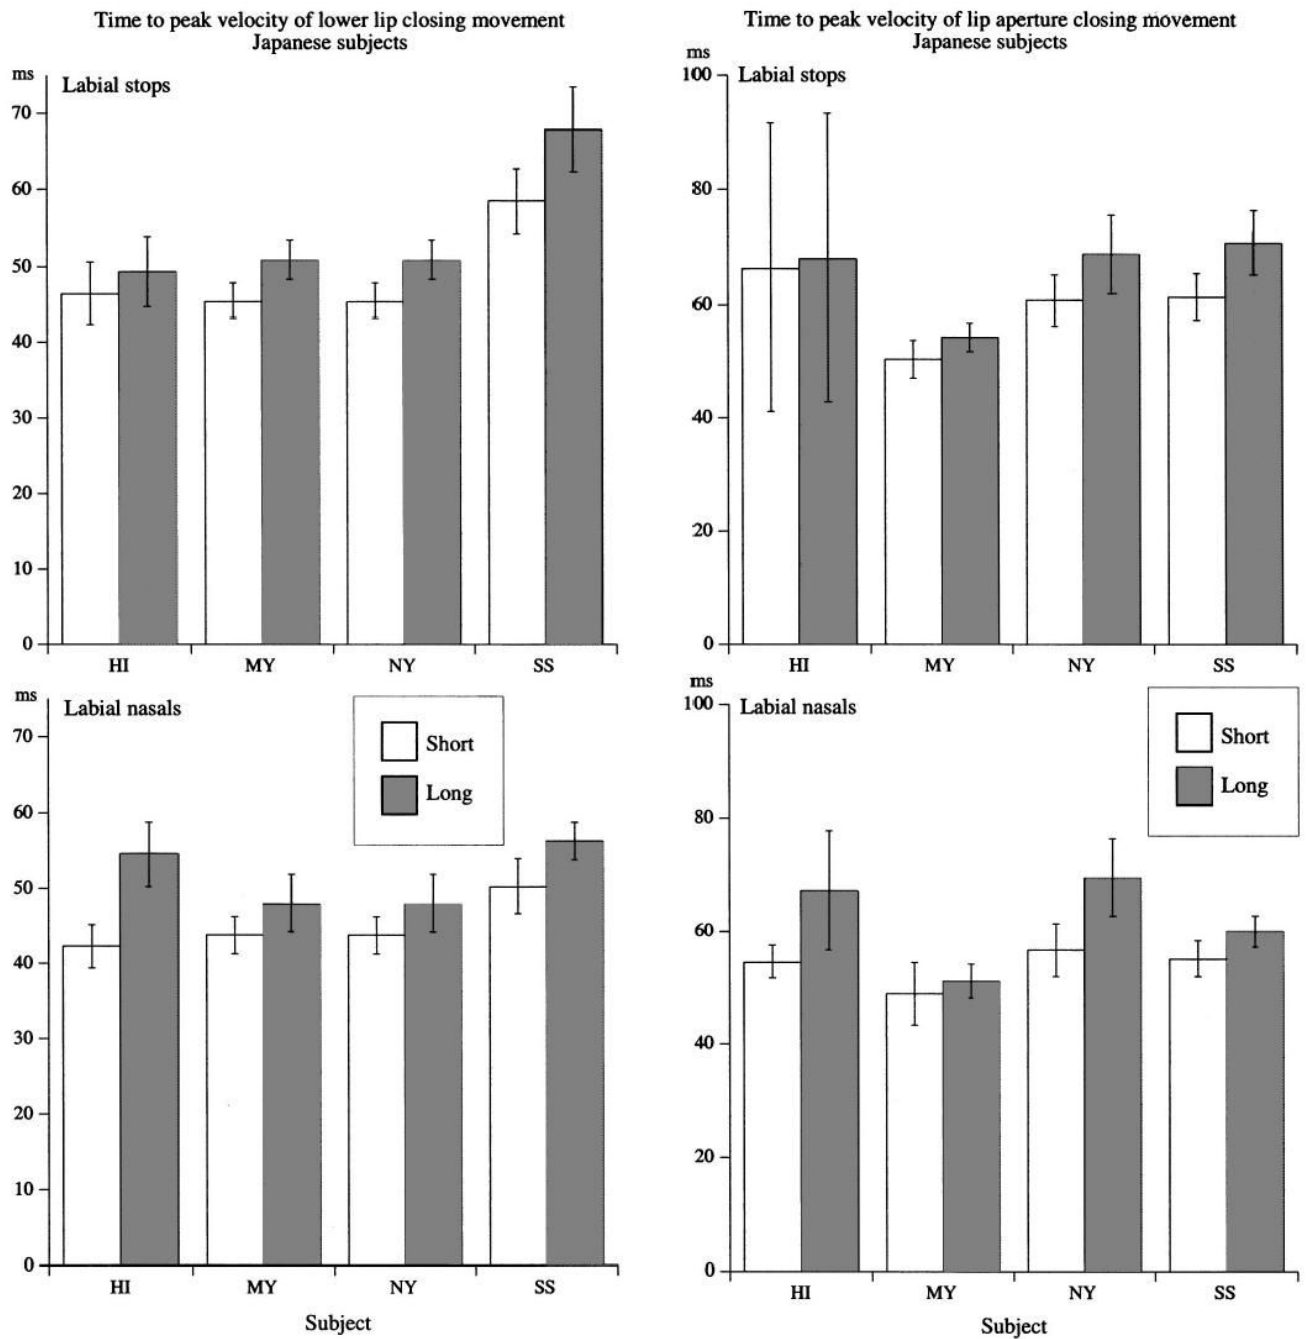 Time to peak velocity of lower lip closing movement
Japanese subjects
ms
Labial stops
70
60
50
40
30
20
10
0
HI MY NY SS
Time to peak velocity of lip aperture closing movement
Japanese subjects
ms
100
Labial stops
80
60
40
20
0
HI MY NY SS
ms
Labial nasals
70
60
50
40
30
20
10
0
Short
Long
HI MY NY SS
Subject
ms
100
Labial nasals
80
60
40
20
0
Short
Long
HI MY NY SS
Subject